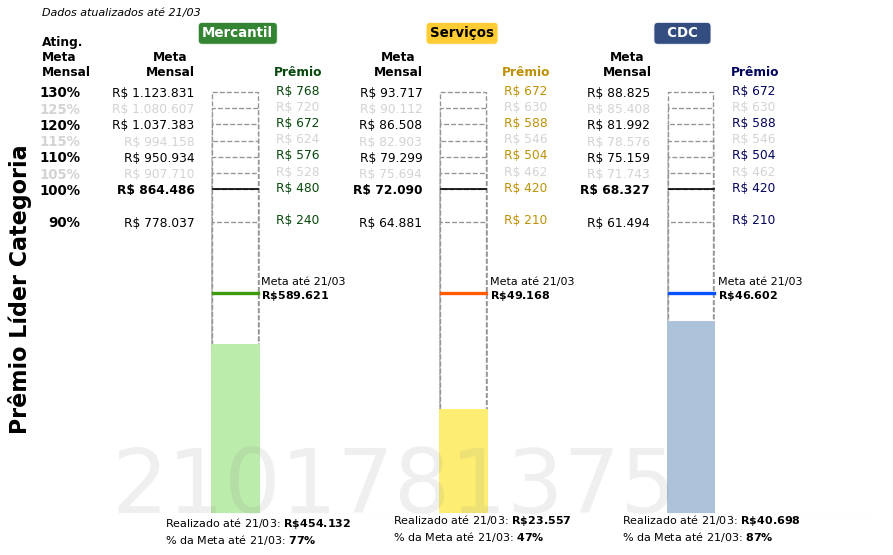 Dados atualizados até 21/03
Mercantil Serviços CDC
Ating. Meta Mensal
Meta Mensal Prêmio Meta Mensal Prêmio Meta Mensal Prêmio
130% R$ 1.123.831 R$ 768 R$ 93.717 R$ 672 R$ 88.825 R$ 672
125% R$ 1.080.607 R$ 720 R$ 90.112 R$ 630 R$ 85.408 R$ 630
120% R$ 1.037.383 R$ 672 R$ 86.508 R$ 588 R$ 81.992 R$ 588
115% R$ 994.158 R$ 624 R$ 82.903 R$ 546 R$ 78.576 R$ 546
110% R$ 950.934 R$ 576 R$ 79.299 R$ 504 R$ 75.159 R$ 504
105% R$ 907.710 R$ 528 R$ 75.694 R$ 462 R$ 71.743 R$ 462
100% R$ 864.486 R$ 480 R$ 72.090 R$ 420 R$ 68.327 R$ 420
90% R$ 778.037 R$ 240 R$ 64.881 R$ 210 R$ 61.494 R$ 210
Prêmio Líder Categoria
Meta até 21/03 Meta até 21/03 Meta até 21/03
R$589.621 R$49.168 R$46.602
2101781375
Realizado até 21/03: R$454.132 Realizado até 21/03: R$23.557 Realizado até 21/03: R$40.698
% da Meta até 21/03: 77% % da Meta até 21/03: 47% % da Meta até 21/03: 87%